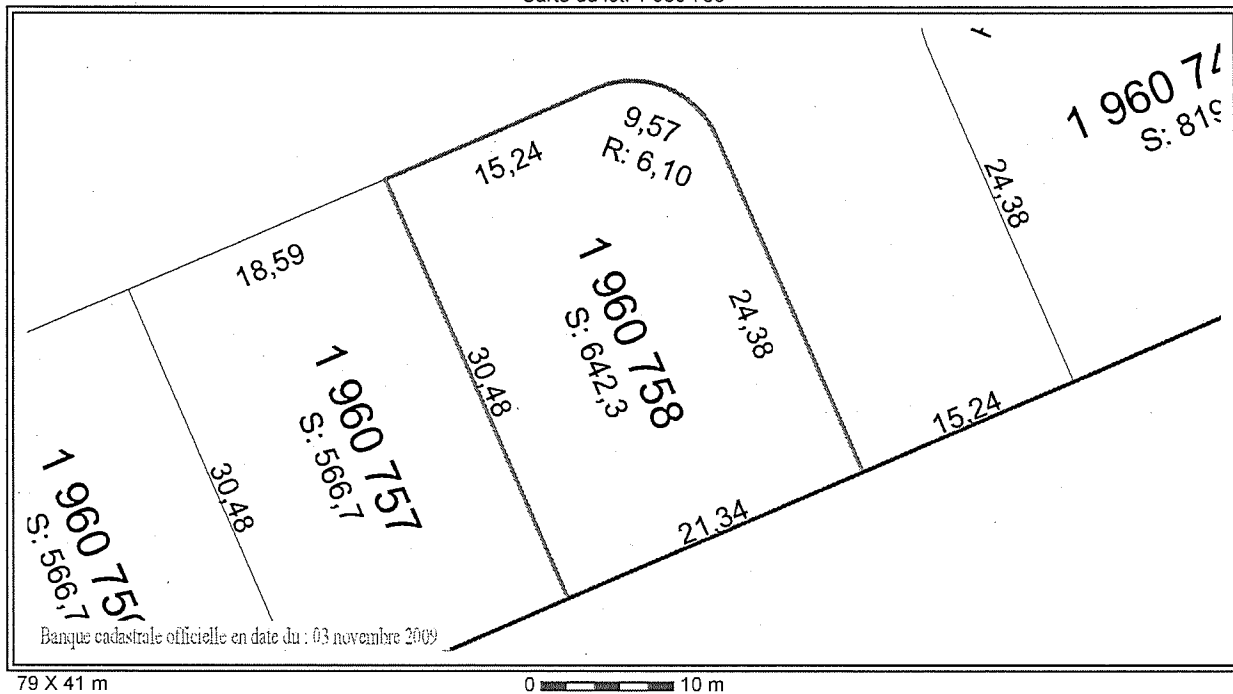 9,57
R: 6,10
15,24
18,59
1 960 758
S: 642,3
24,38
24,38
30,48
1 960 757
S: 566,7
30,48
S: 566,7
15,24
21,34
Banque cadastrale officielle en date du : 03 novembre 2009
79 X 41 m
0 10 m